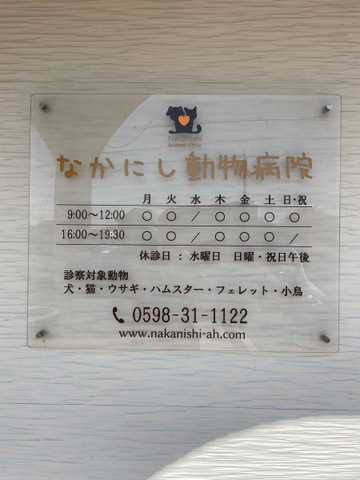 Nakanishi
Animal Clinic
なかにし動物病院
月 火 水 木 金 土 日・祝
9:00～12:00 ○ ○ ／ ○ ○ ○ ○
16:00～19:30 ○ ○ ／ ○ ○ ○ ／
休診日：水曜日 日曜・祝日午後
診察対象動物
犬・猫・ウサギ・ハムスター・フェレット・小鳥
0598-31-1122
www.nakanishi-ah.com